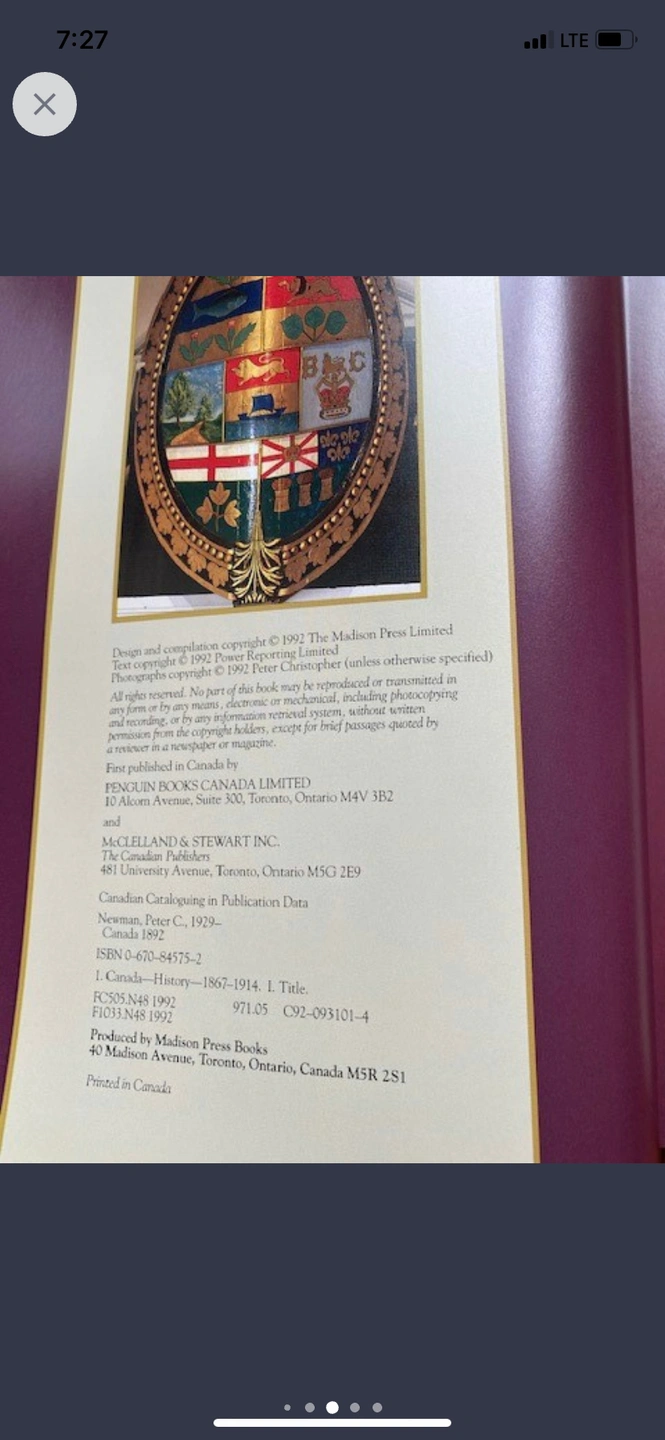 7:27
LTE
B C
Design and compilation copyright © 1992 The Madison Press Limited
Text copyright © 1992 Power Reporting Limited
Photographs copyright © 1992 Peter Christopher (unless otherwise specified)
All rights reserved. No part of this book may be reproduced or transmitted in
any form or by any means, electronic or mechanical, including photocopying
and recording, or by any information retrieval system, without written
permission from the copyright holders, except for brief passages quoted by
a reviewer in a newspaper or magazine.
First published in Canada by
PENGUIN BOOKS CANADA LIMITED
10 Alcorn Avenue, Suite 300, Toronto, Ontario M4V 3B2
and
McCLELLAND & STEWART INC.
The Canadian Publishers
481 University Avenue, Toronto, Ontario M5G 2E9
Canadian Cataloguing in Publication Data
Newman, Peter C., 1929–
Canada 1892
ISBN 0–670–84575–2
1. Canada—History—1867–1914. I. Title.
FC505.N48 1992
F1033.N48 1992 971.05 C92–093101–4
Produced by Madison Press Books
40 Madison Avenue, Toronto, Ontario, Canada M5R 2S1
Printed in Canada